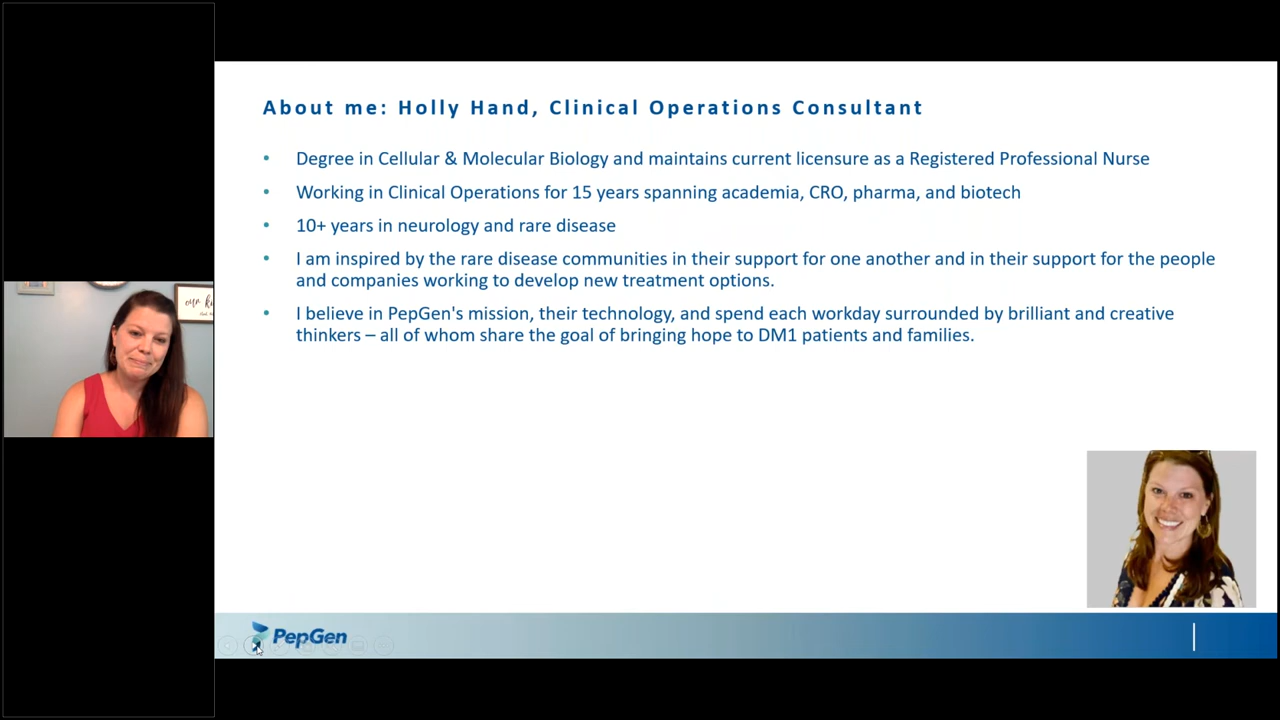 About me: Holly Hand, Clinical Operations Consultant
• Degree in Cellular & Molecular Biology and maintains current licensure as a Registered Professional Nurse
• Working in Clinical Operations for 15 years spanning academia, CRO, pharma, and biotech
• 10+ years in neurology and rare disease
• I am inspired by the rare disease communities in their support for one another and in their support for the people
and companies working to develop new treatment options.
• I believe in PepGen's mission, their technology, and spend each workday surrounded by brilliant and creative
thinkers – all of whom share the goal of bringing hope to DM1 patients and families.
our
PepGen